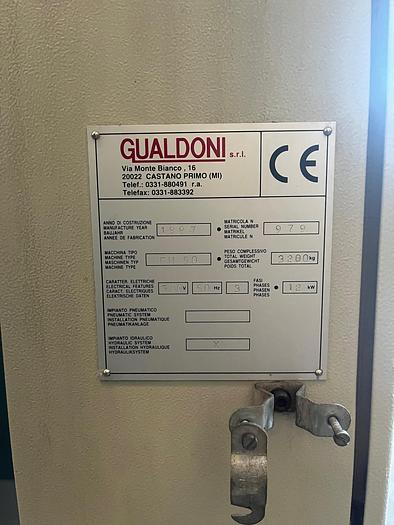 GUALDONI s.r.l.
Via Monte Bianco , 16
20022 CASTANO PRIMO (MI)
Telef.: 0331-880491 r.a.
Telefax: 0331-883392
CE
ANNO DI COSTRUZIONE
MANUFACTURE YEAR
BAUJAHR
ANNEE DE FABRICATION
1997
MATRICOLA N
SERIAL NUMBER
MATRIKEL
MATRICULE N
979
MACCHINA TIPO
MACHINE TYPE
MASCHINEN TYP
MACHINE TYPE
PESO COMPLESSIVO
TOTAL WEIGHT
GESAMTGEWICHT
POIDS TOTAL
3200 kg
CARATTER. ELETTRICHE
ELECTRICAL FEATURES
CARACT. ELECTRIQUES
ELEKTRISCHE DATEN
V
50 Hz
3
FASI
PHASES
PHASEN
PHASES
kW
IMPIANTO PNEUMATICO
PNEUMATIC SYSTEM
INSTALLATION PNEUMATIQUE
PNEUMATIKANLAGE
IMPIANTO IDRAULICO
HYDRAULIC SYSTEM
INSTALLATION HYDRAULIQUE
HYDRAULIKSYSTEM
X